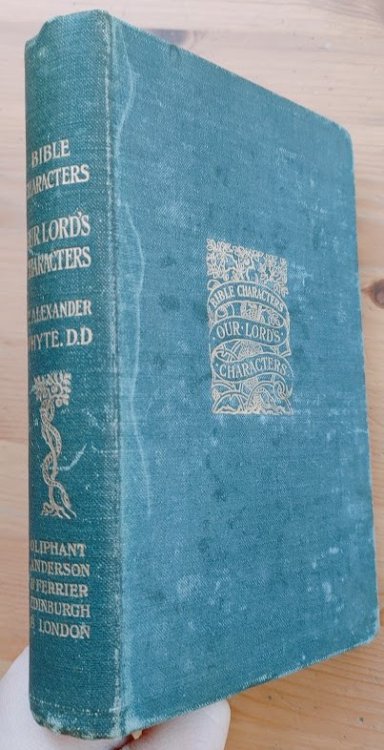 BIBLE
CHARACTERS
OUR LORD'S
CHARACTERS
ALEXANDER
WHYTE. D.D
OLIPHANT
ANDERSON
& FERRIER
EDINBURGH
& LONDON
BIBLE CHARACTERS
OUR · LORD'S
CHARACTERS